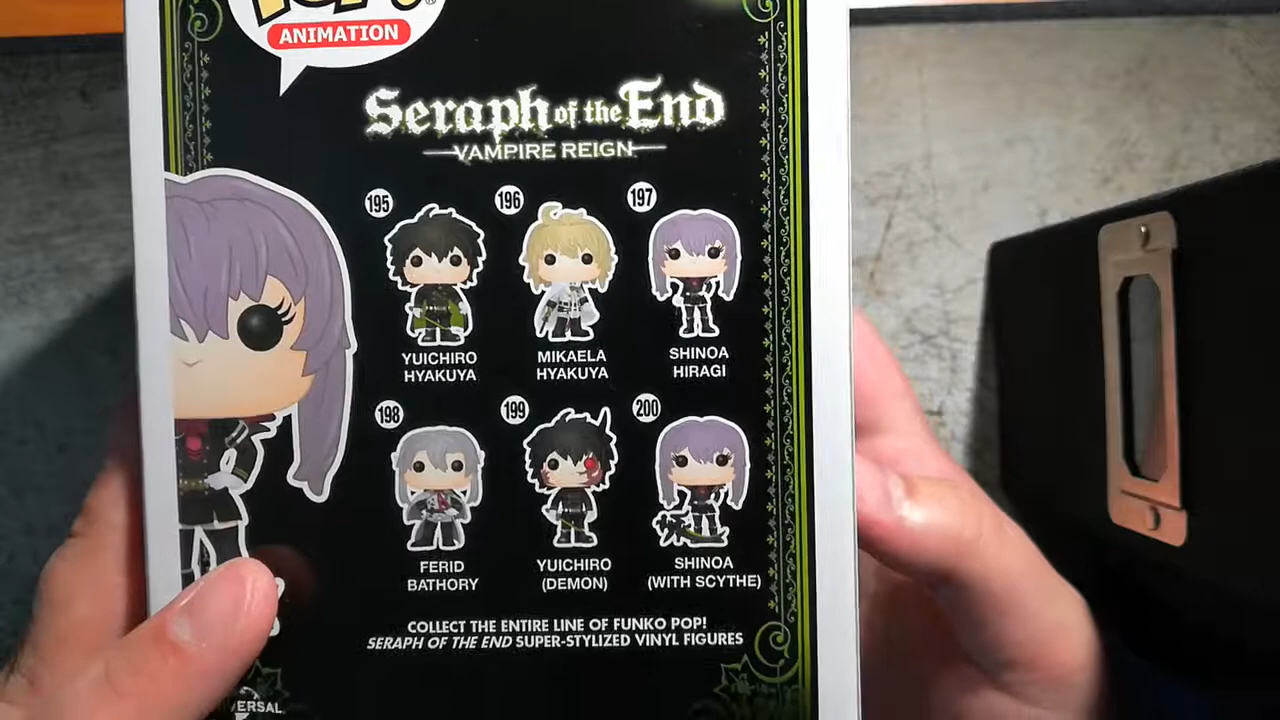 ANIMATION
Seraph of the End
VAMPIRE REIGN
195
196
197
YUICHIRO
HYAKUYA
MIKAELA
HYAKUYA
SHINOA
HIRAGI
198
199
200
FERID
BATHORY
YUICHIRO
(DEMON)
SHINOA
(WITH SCYTHE)
COLLECT THE ENTIRE LINE OF FUNKO POP!
SERAPH OF THE END SUPER-STYLIZED VINYL FIGURES